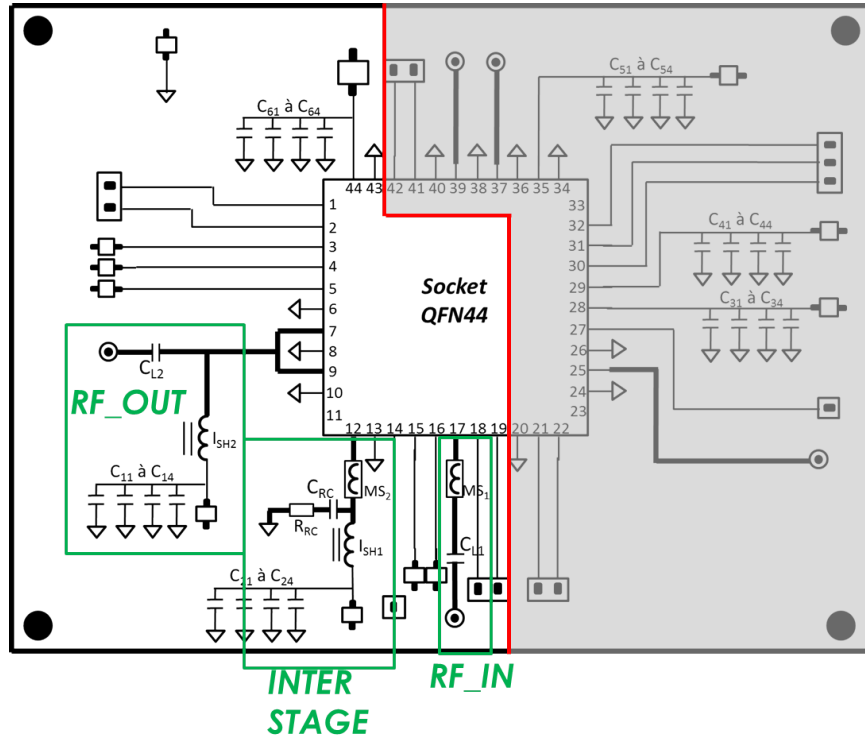 C51 à C54
C61 à C64
44 43 42 41 40 39 38 37 36 35 34
1
2
3
4
5
6
7
8
9
10
11
33
32
31
30
29
28
27
26
25
24
23
C41 à C44
C31 à C34
Socket
QFN44
CL2
RF_OUT
ISH2
C11 à C14
12 13 14 15 16 17 18 19 20 21 22
MS2
MS1
CRC
RRC
ISH1
CL1
C21 à C24
INTER
STAGE
RF_IN